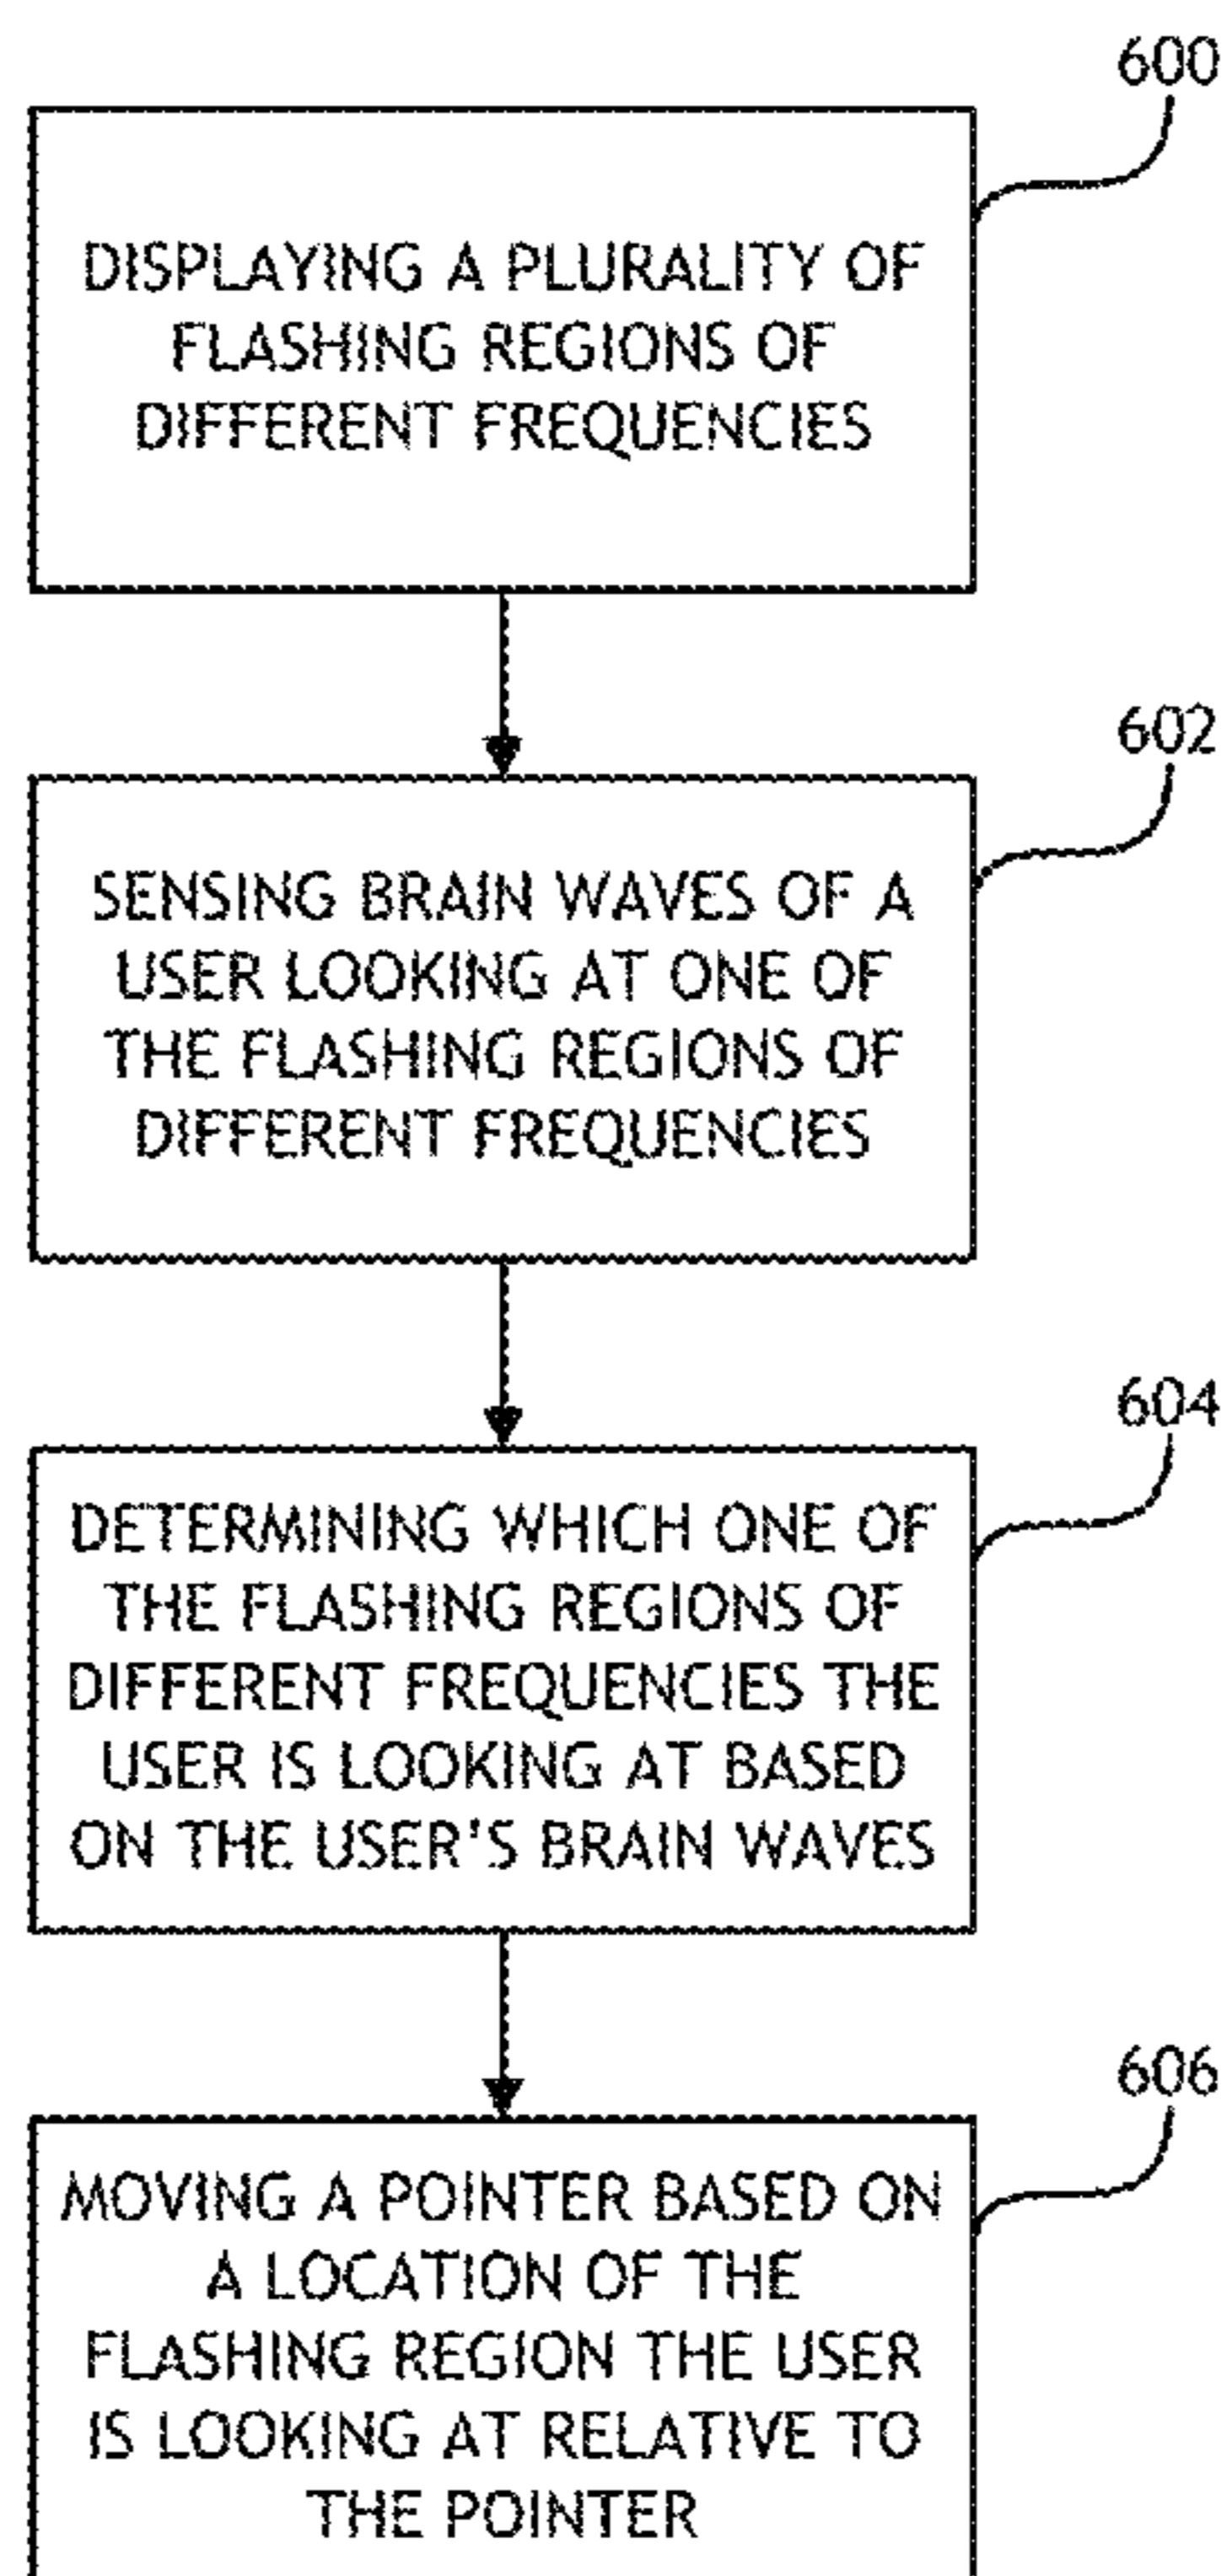 600
DISPLAYING A PLURALITY OF
FLASHING REGIONS OF
DIFFERENT FREQUENCIES
602
SENSING BRAIN WAVES OF A
USER LOOKING AT ONE OF
THE FLASHING REGIONS OF
DIFFERENT FREQUENCIES
604
DETERMINING WHICH ONE OF
THE FLASHING REGIONS OF
DIFFERENT FREQUENCIES THE
USER IS LOOKING AT BASED
ON THE USER'S BRAIN WAVES
606
MOVING A POINTER BASED ON
A LOCATION OF THE
FLASHING REGION THE USER
IS LOOKING AT RELATIVE TO
THE POINTER